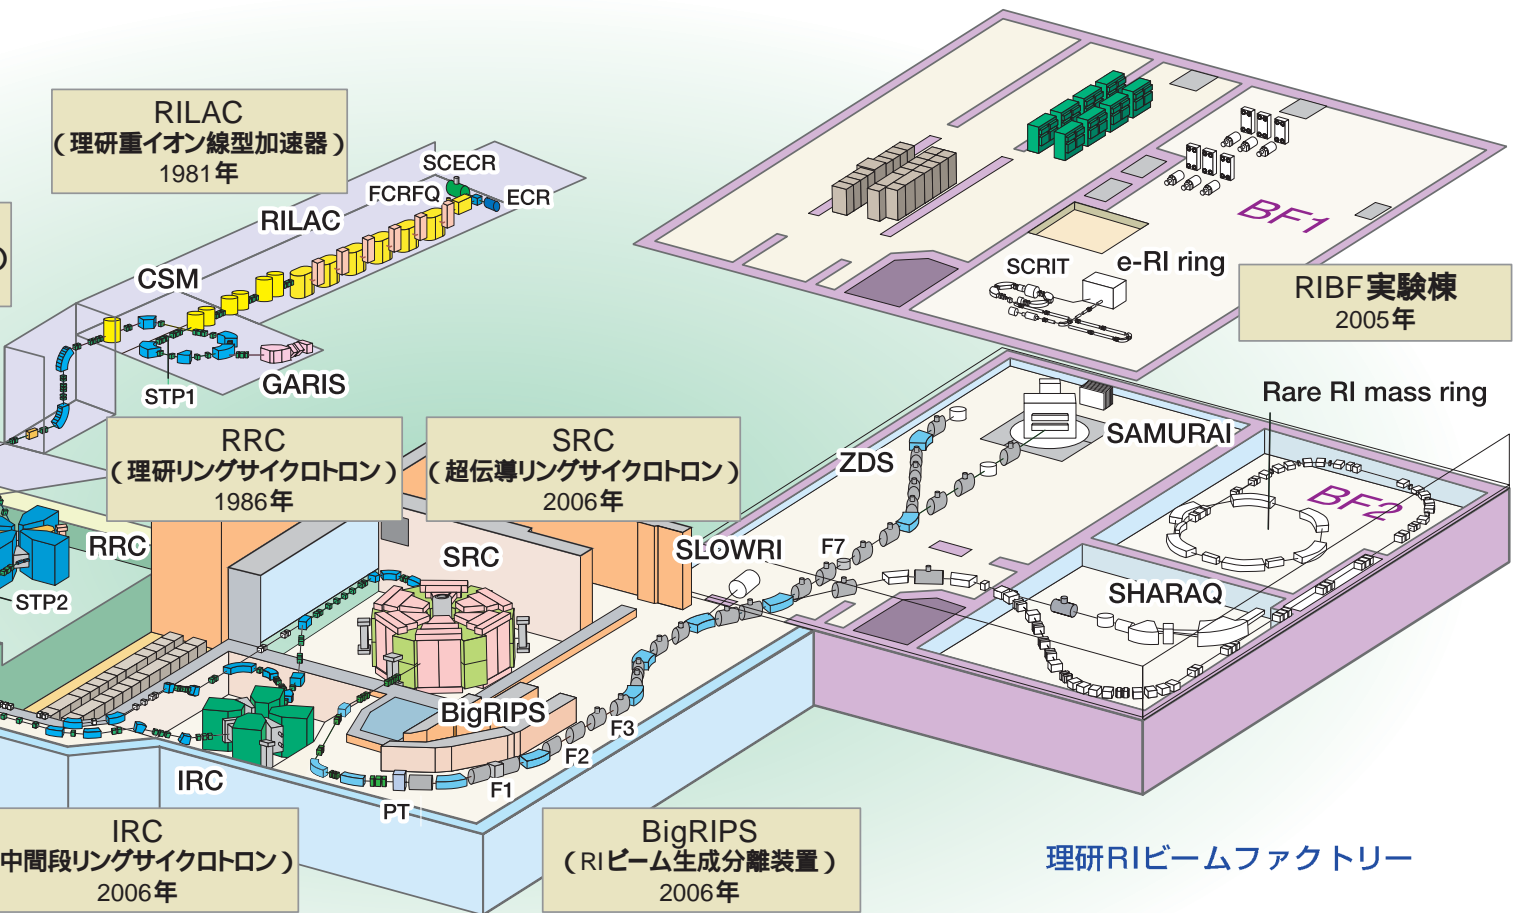 RILAC
（理研重イオン線型加速器）
1981年
SCECR
FCRFQ
ECR
RILAC
CSM
STP1
GARIS
BF1
SCRIT
e-RI ring
RIBF実験棟
2005年
RRC
（理研リングサイクロトロン）
1986年
SRC
（超伝導リングサイクロトロン）
2006年
Rare RI mass ring
SAMURAI
ZDS
BF2
RRC
STP2
SRC
SLOWRI
F7
SHARAQ
BigRIPS
F3
F2
F1
IRC
PT
IRC
中間段リングサイクロトロン）
2006年
BigRIPS
（RIビーム生成分離装置）
2006年
理研RIビームファクトリー